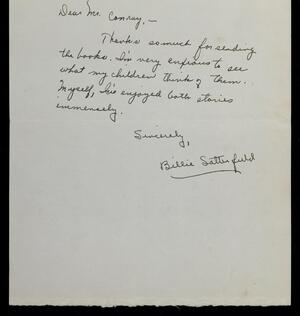 Dear Mr. Conroy,—
Thanks so much for sending
the books. I'm very anxious to see
what my children think of them.
Myself, I've enjoyed both stories
immensely.
Sincerely,
Billie Satterfield